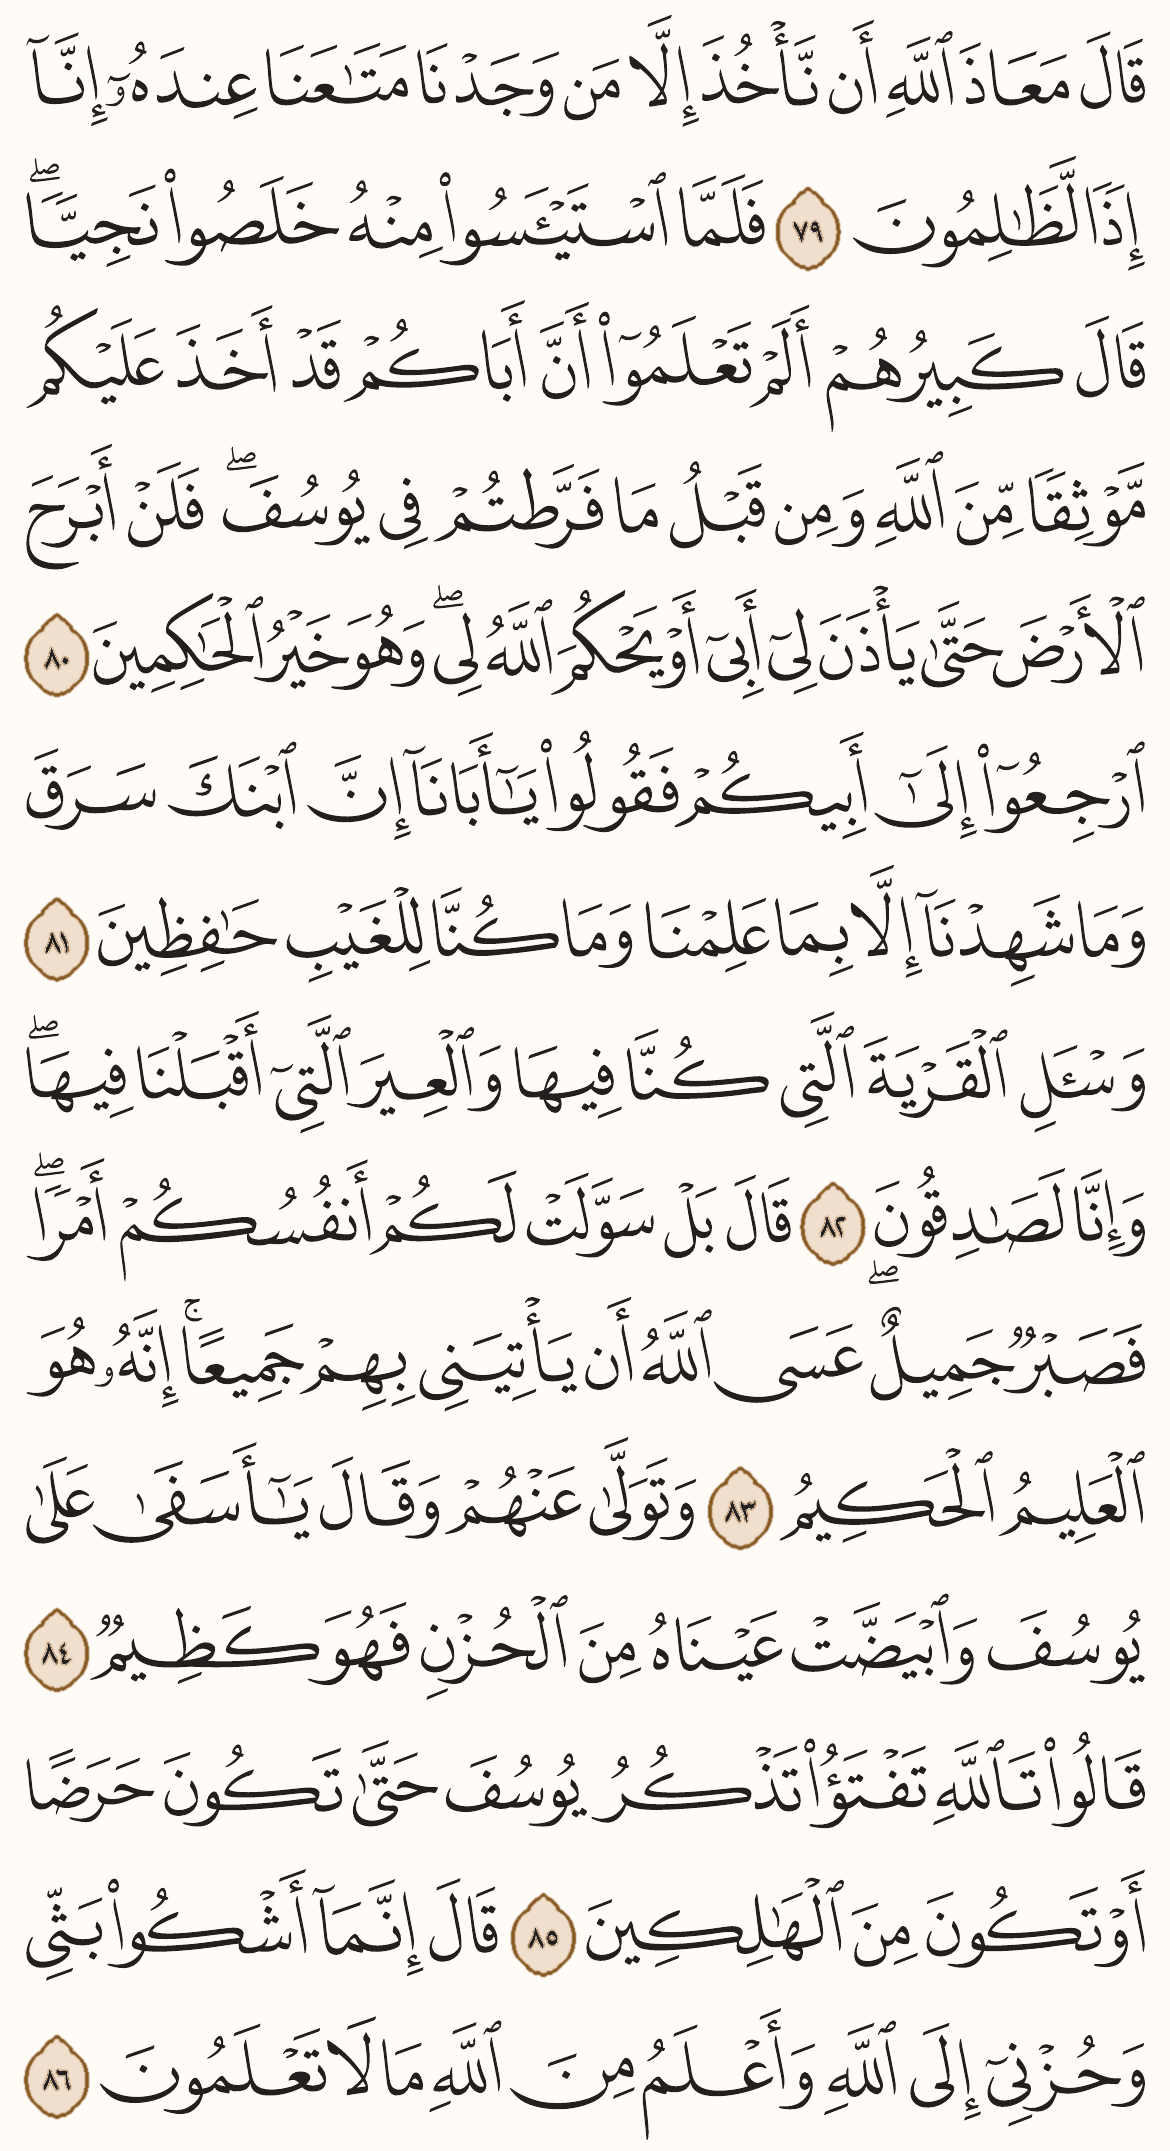 قَالَ مَعَاذَ ٱللَّهِ أَن نَّأۡخُذَ إِلَّا مَن وَجَدۡنَا مَتَٰعَنَا عِندَهُۥٓ إِنَّآ
إِذٗا لَّظَٰلِمُونَ ٧٩ فَلَمَّا ٱسۡتَيۡـَٔسُواْ مِنۡهُ خَلَصُواْ نَجِيّٗاۖ
قَالَ كَبِيرُهُمۡ أَلَمۡ تَعۡلَمُوٓاْ أَنَّ أَبَاكُمۡ قَدۡ أَخَذَ عَلَيۡكُم
مَّوۡثِقٗا مِّنَ ٱللَّهِ وَمِن قَبۡلُ مَا فَرَّطتُمۡ فِي يُوسُفَۖ فَلَنۡ أَبۡرَحَ
ٱلۡأَرۡضَ حَتَّىٰ يَأۡذَنَ لِيٓ أَبِيٓ أَوۡ يَحۡكُمَ ٱللَّهُ لِيۖ وَهُوَ خَيۡرُ ٱلۡحَٰكِمِينَ ٨٠
ٱرۡجِعُوٓاْ إِلَىٰٓ أَبِيكُمۡ فَقُولُواْ يَٰٓأَبَانَآ إِنَّ ٱبۡنَكَ سَرَقَ
وَمَا شَهِدۡنَآ إِلَّا بِمَا عَلِمۡنَا وَمَا كُنَّا لِلۡغَيۡبِ حَٰفِظِينَ ٨١
وَسۡـَٔلِ ٱلۡقَرۡيَةَ ٱلَّتِي كُنَّا فِيهَا وَٱلۡعِيرَ ٱلَّتِيٓ أَقۡبَلۡنَا فِيهَاۖ
وَإِنَّا لَصَٰدِقُونَ ٨٢ قَالَ بَلۡ سَوَّلَتۡ لَكُمۡ أَنفُسُكُمۡ أَمۡرٗاۖ
فَصَبۡرٞ جَمِيلٌۖ عَسَى ٱللَّهُ أَن يَأۡتِيَنِي بِهِمۡ جَمِيعًاۚ إِنَّهُۥ هُوَ
ٱلۡعَلِيمُ ٱلۡحَكِيمُ ٨٣ وَتَوَلَّىٰ عَنۡهُمۡ وَقَالَ يَٰٓأَسَفَىٰ عَلَىٰ
يُوسُفَ وَٱبۡيَضَّتۡ عَيۡنَاهُ مِنَ ٱلۡحُزۡنِ فَهُوَ كَظِيمٞ ٨٤
قَالُواْ تَٱللَّهِ تَفۡتَؤُاْ تَذۡكُرُ يُوسُفَ حَتَّىٰ تَكُونَ حَرَضًا
أَوۡ تَكُونَ مِنَ ٱلۡهَٰلِكِينَ ٨٥ قَالَ إِنَّمَآ أَشۡكُواْ بَثِّي
وَحُزۡنِيٓ إِلَى ٱللَّهِ وَأَعۡلَمُ مِنَ ٱللَّهِ مَا لَا تَعۡلَمُونَ ٨٦